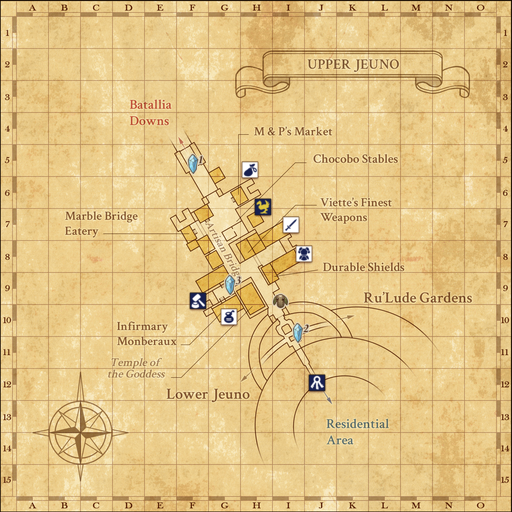 A B C D E F G H I J K L M N O
1
2
UPPER JEUNO
3
Batallia
Downs
4
M & P's Market
5
Chocobo Stables
6
Viette's Finest
Weapons
7
Marble Bridge
Eatery
Artisan Bridge
8
Durable Shields
3
9
Ru'Lude Gardens
10
2
Infirmary
Monberaux
11
Temple of
the Goddess
12
Lower Jeuno
13
Residential
Area
14
15
A B C D E F G H I J K L M N O